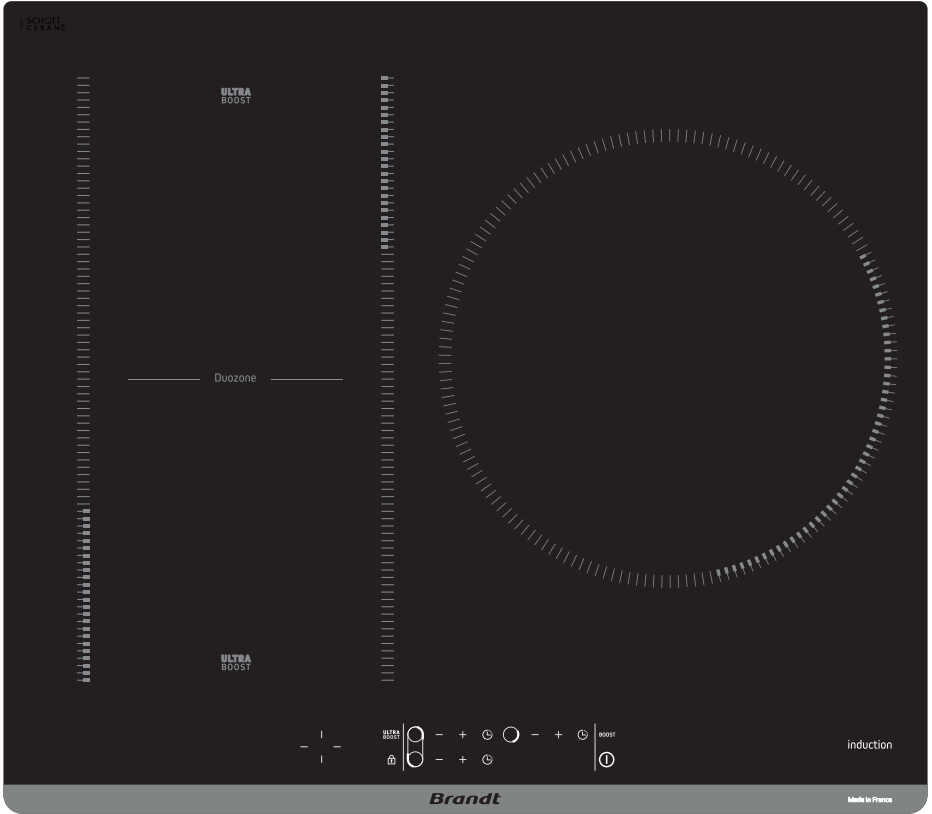 SCHOTT
CERAN®
ULTRA
BOOST
Duozone
ULTRA
BOOST
ULTRA
BOOST
BOOST
induction
Brandt
Made in France